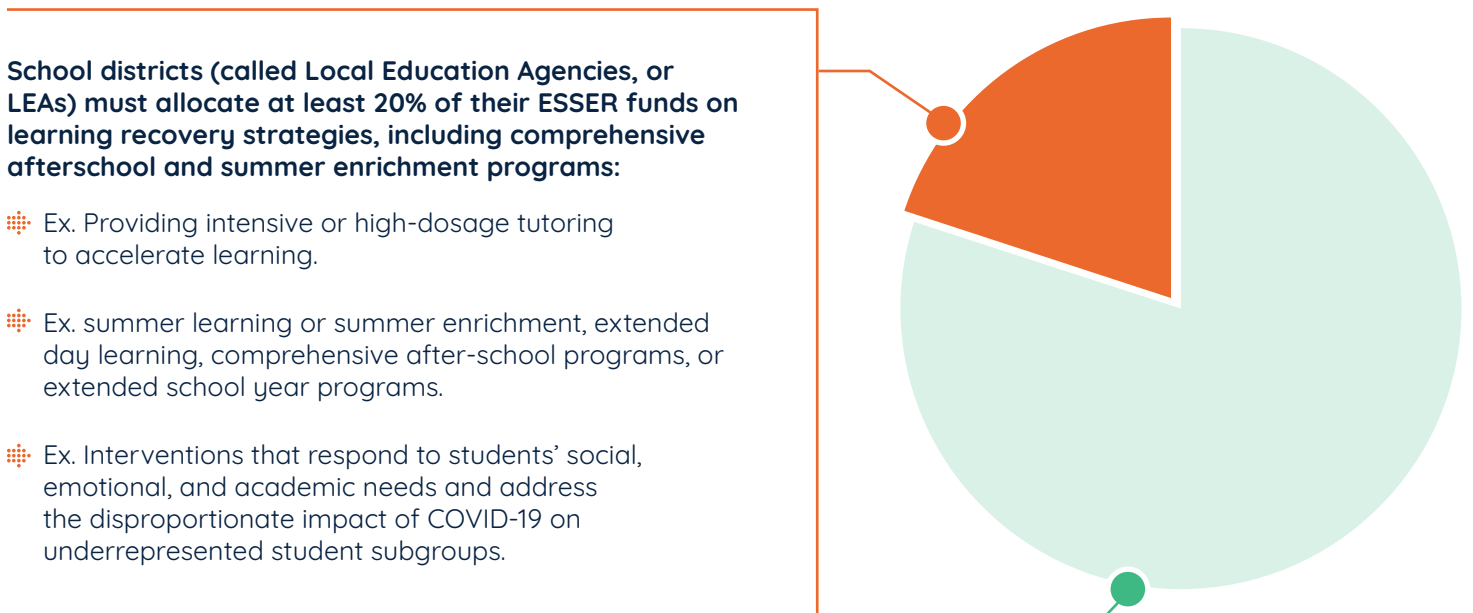 School districts (called Local Education Agencies, or
LEAs) must allocate at least 20% of their ESSER funds on
learning recovery strategies, including comprehensive
afterschool and summer enrichment programs:
Ex. Providing intensive or high-dosage tutoring
to accelerate learning.
Ex. summer learning or summer enrichment, extended
day learning, comprehensive after-school programs, or
extended school year programs.
Ex. Interventions that respond to students’ social,
emotional, and academic needs and address
the disproportionate impact of COVID-19 on
underrepresented student subgroups.